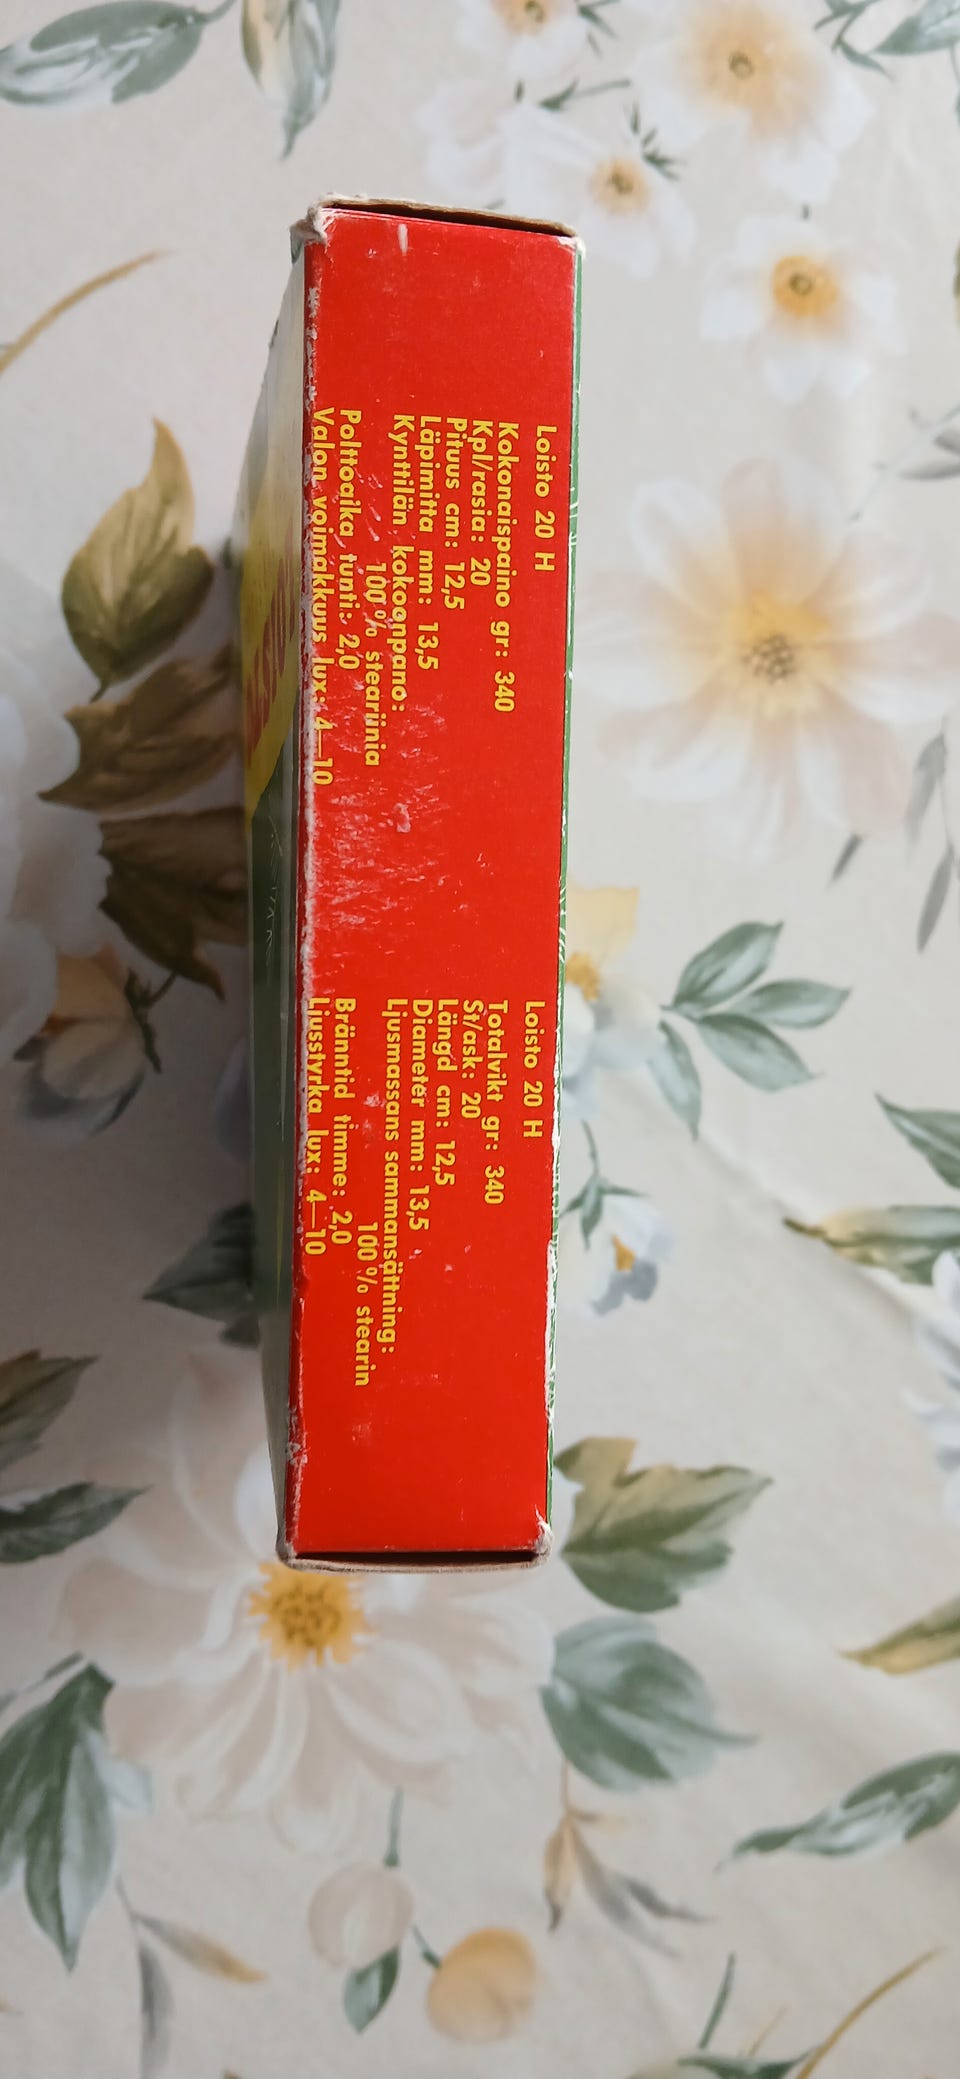 Loisto 20 H
Kokonaispaino gr: 340
Kpl/rasia: 20
Pituus cm: 12,5
Läpimitta mm: 13,5
Kynttilän kokoonpano:
100 % steariinia
Polttoaika tunti: 2,0
Valon voimakkuus lux: 4—10
Loisto 20 H
Totalvikt gr: 340
St/ask: 20
Längd cm: 12,5
Diameter mm: 13,5
Ljusmassans sammansättning:
100 % stearin
Bränntid timme: 2,0
Ljusstyrka lux: 4—10